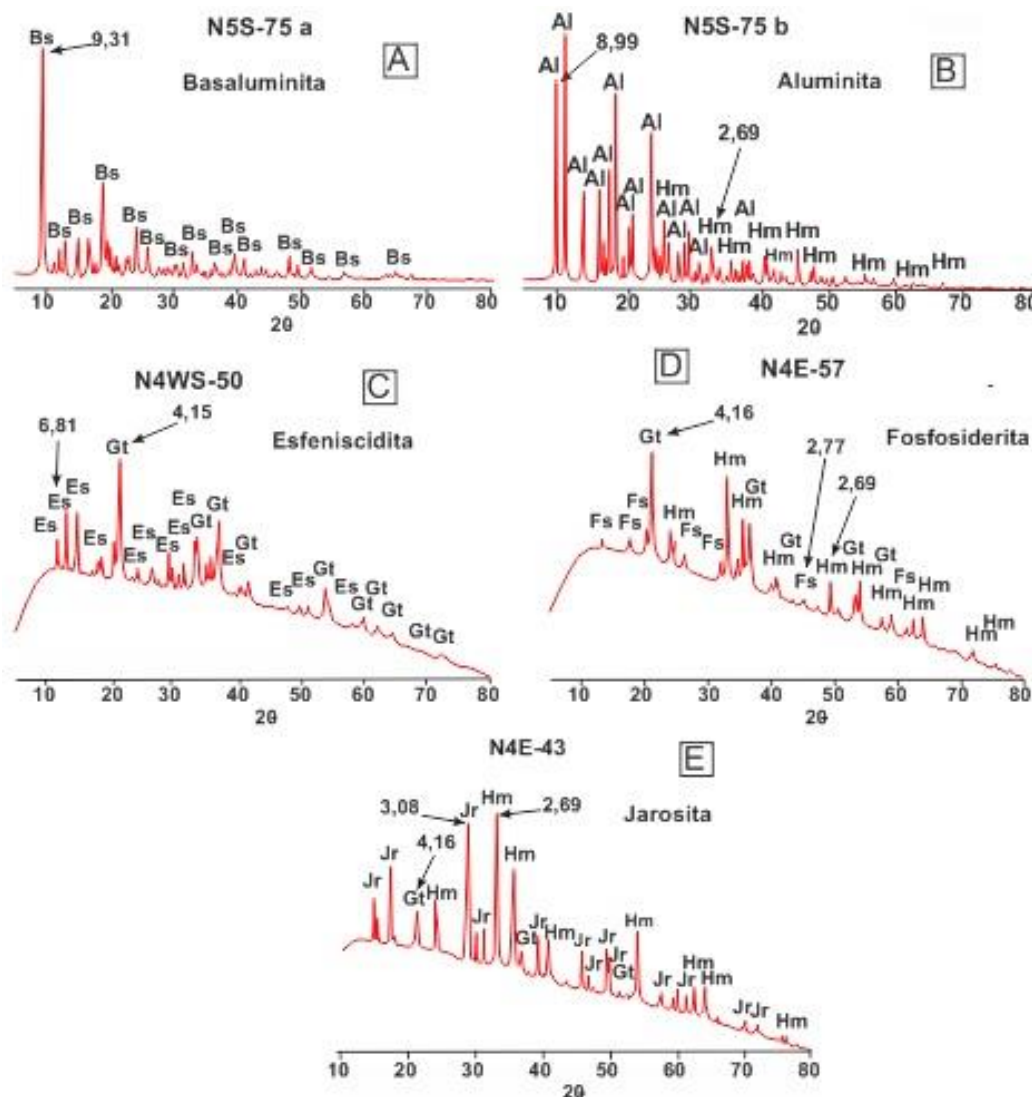 N5S-75 a
A
Basaluminita
Bs 9,31
Bs
Bs Bs Bs Bs Bs Bs Bs Bs Bs Bs Bs Bs Bs
10 20 30 40 50 60 70 80
2θ
N5S-75 b
B
Aluminita
Al
Al 8,99
Al
Al Al Al Al Al
2,69
Al Hm Al Al Hm Al Hm Hm
Al Al Hm Hm Hm Hm Hm Hm
10 20 30 40 50 60 70 80
2θ
N4WS-50
C
Esfeniscidita
6,81
4,15
Gt
Es Es Es
Es Es Es Es Es Es Gt Gt Es Gt
Es Es Gt Es Gt Gt Gt Gt Gt
10 20 30 40 50 60 70 80
2θ
D
N4E-57
Fosfosiderita
4,16
Gt
2,77
2,69
Fs Fs Fs Hm Fs Fs Hm Hm Gt
Hm Gt Fs Hm Gt Hm Hm Gt Fs Hm Hm
Hm Hm
10 20 30 40 50 60 70 80
2θ
N4E-43
E
Jarosita
3,08
Jr Hm 2,69
4,16
Jr Jr Gt Hm Jr Hm
Gt Jr Hm Jr Jr Jr Jr Gt Hm
Jr Jr Hm Hm Jr Jr Hm
10 20 30 40 50 60 70 80
2θ